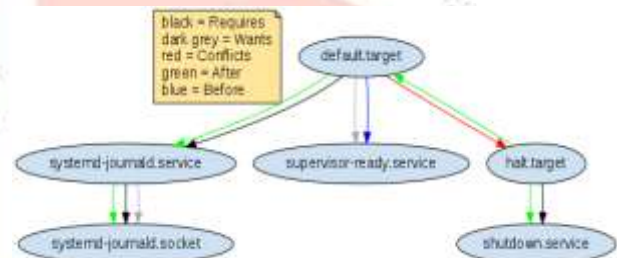 black = Requires
dark grey = Wants
red = Conflicts
green = After
blue = Before
default.target
systemd-journald.service
supervisor-ready.service
halt.target
systemd-journald.socket
shutdown.service